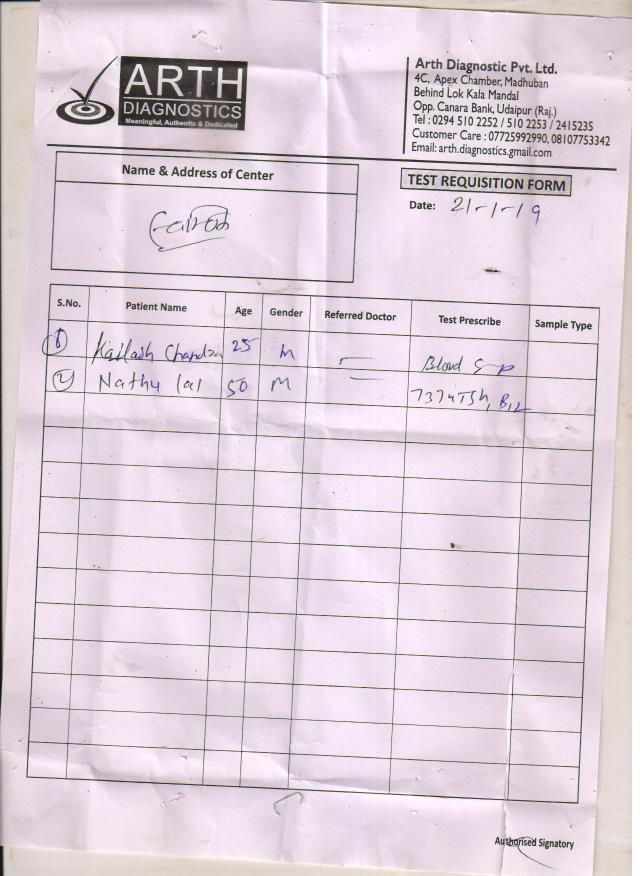 ARTH
DIAGNOSTICS
Meaningful, Authentic & Dedicated
Arth Diagnostic Pvt. Ltd.
4C, Apex Chamber, Madhuban
Behind Lok Kala Mandal
Opp. Canara Bank, Udaipur (Raj.)
Tel : 0294 510 2252 / 510 2253 / 2415235
Customer Care : 07725992990, 08107753342
Email: arth.diagnostics.gmail.com
Name & Address of Center
TEST REQUISITION FORM
Date: 21-1-19
S.No. Patient Name Age Gender Referred Doctor Test Prescribe Sample Type
1 Kailash Chandra 25 M Blood Gp
2 Nathu lal 50 M T3T4TSH, B12
Authorised Signatory